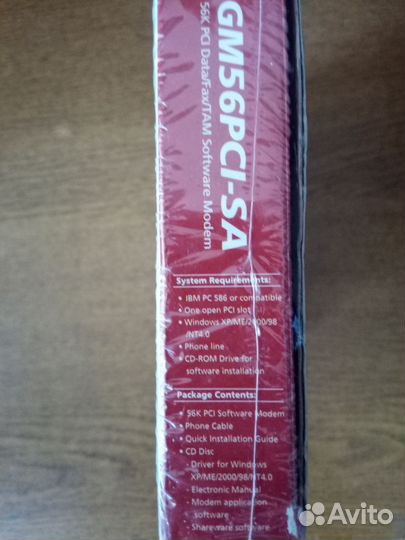 GM56PCI-SA
56K PCI Data/Fax/TAM Software Modem
System Requirements:
• IBM PC 586 or compatible
• One open PCI slot
• Windows XP/ME/2000/98
/NT4.0
• Phone line
• CD-ROM Drive for
software installation
Package Contents:
• 56K PCI Software Modem
• Phone Cable
• Quick Installation Guide
• CD Disc
- Driver for Windows
XP/ME/2000/98/NT4.0
- Electronic Manual
- Modem application
software
- Shareware software
Avito